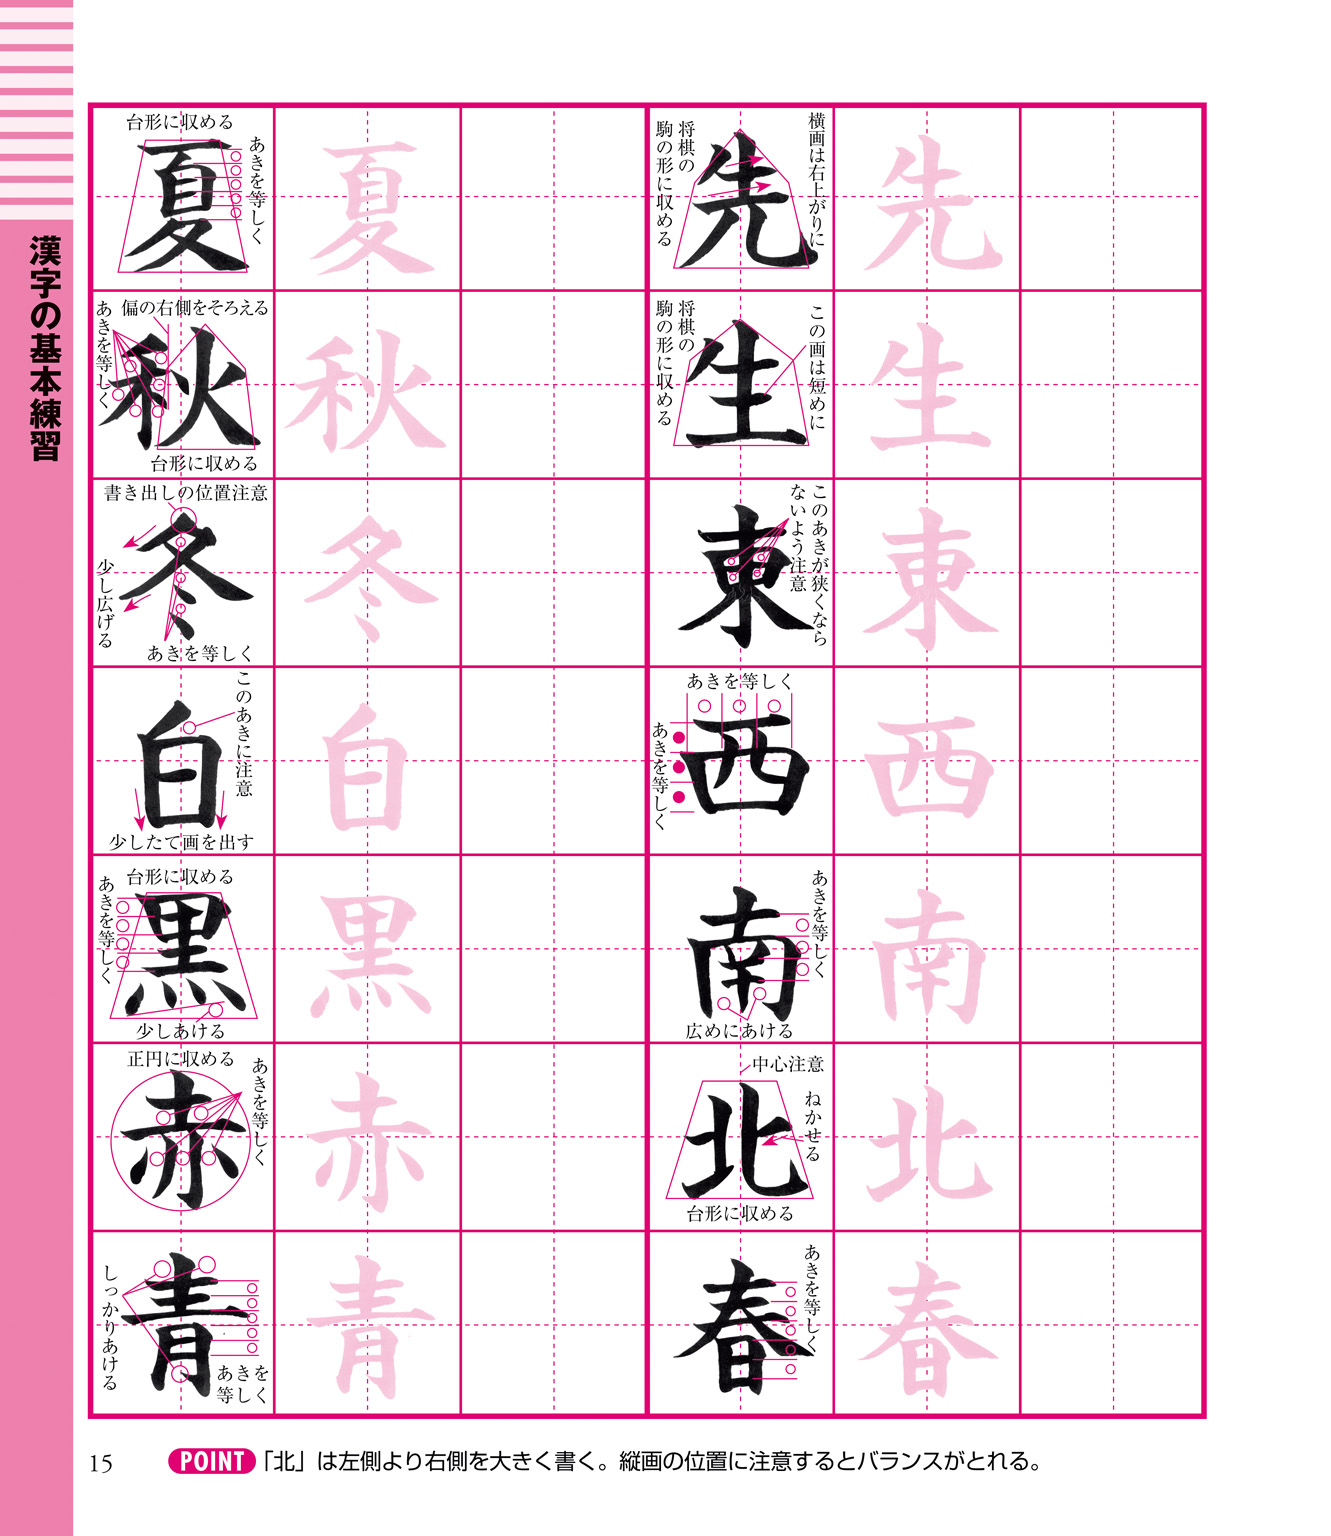 漢字の基本練習
横画は右上がりに
先
将棋の
駒の形に収める
先
この画は短めに
生
将棋の
駒の形に収める
生
このあきが狭くなら
ないよう注意
東
東
あきを等しく
西
あきを等しく
西
あきを等しく
南
広めにあける
南
中心注意
ねかせる
北
台形に収める
北
あきを等しく
春
春
台形に収める
あきを等しく
夏
夏
偏の右側をそろえる
あきを等しく
秋
台形に収める
秋
書き出しの位置注意
冬
少し広げる
あきを等しく
冬
このあきに注意
白
少したて画を出す
白
台形に収める
あきを等しく
黒
少しあける
黒
正円に収める
あきを等しく
赤
赤
しっかりあける
青
あきを
等しく
青
15
POINT「北」は左側より右側を大きく書く。縦画の位置に注意するとバランスがとれる。